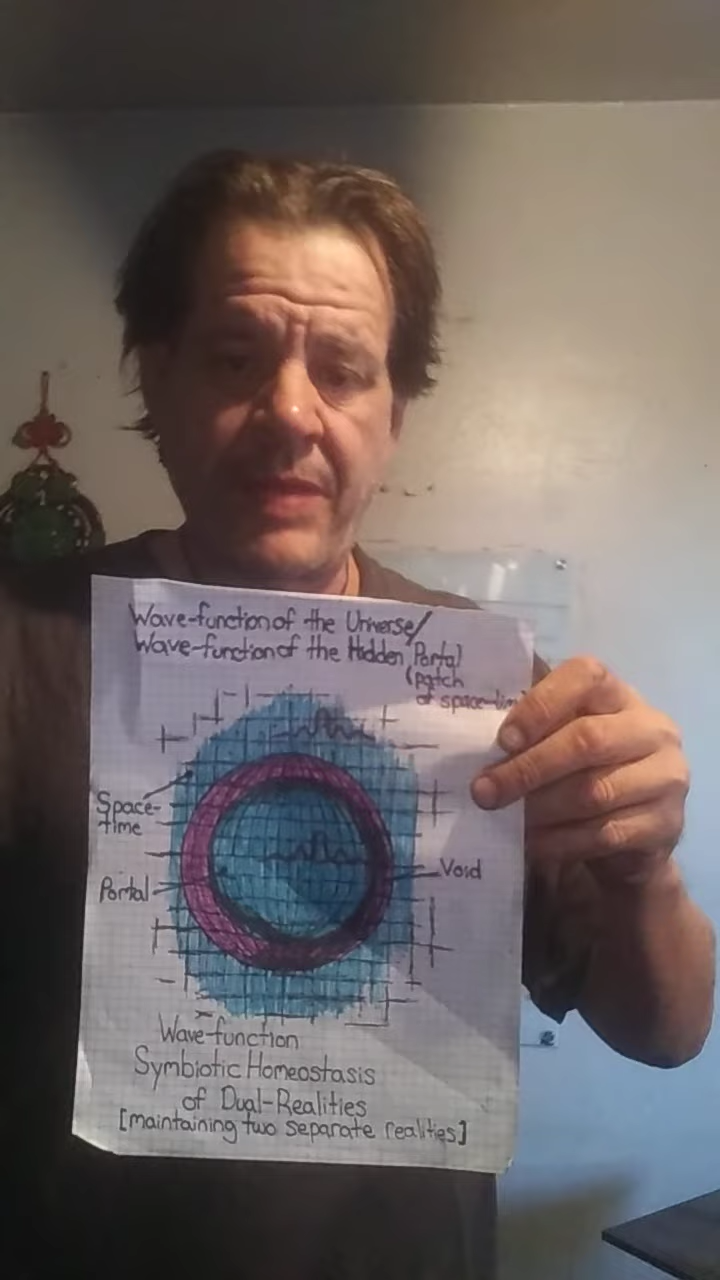 Wave-function of the Universe/
Wave-function of the Hidden Portal
(patch
of space-time)
Space-
time
Portal
Void
Wave-function
Symbiotic Homeostasis
of Dual-Realities
[maintaining two separate realities]